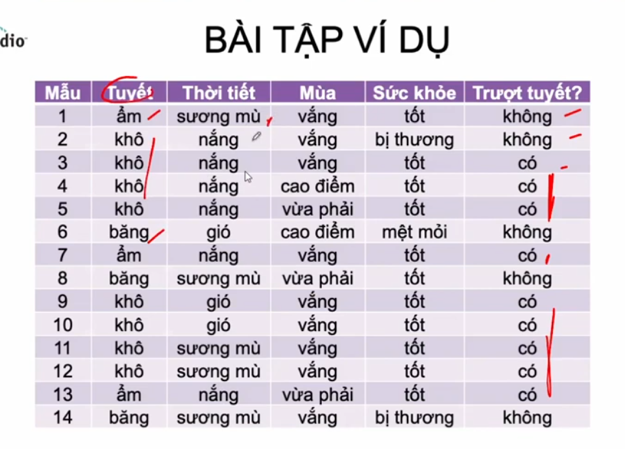 dio
BÀI TẬP VÍ DỤ
Mẫu Tuyết Thời tiết Mùa Sức khỏe Trượt tuyết?
1 ẩm sương mù vắng tốt không
2 khô nắng vắng bị thương không
3 khô nắng vắng tốt có
4 khô nắng cao điểm tốt có
5 khô nắng vừa phải tốt có
6 băng gió cao điểm mệt mỏi không
7 ẩm nắng vắng tốt có
8 băng sương mù vừa phải tốt không
9 khô gió vắng tốt có
10 khô gió vắng tốt có
11 khô sương mù vắng tốt có
12 khô sương mù vắng tốt có
13 ẩm nắng vừa phải tốt có
14 băng sương mù vắng bị thương không